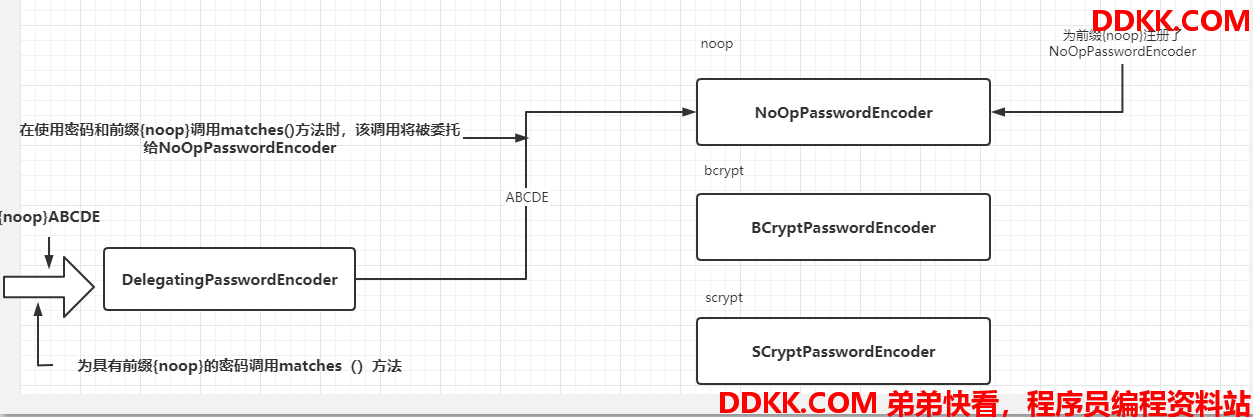 DDKK.COM
为前缀{noop}注册了
NoOpPasswordEncoder
noop
NoOpPasswordEncoder
在使用密码和前缀{noop}调用matches()方法时，该调用将被委托
给NoOpPasswordEncoder
bcrypt
ABCDE
{noop}ABCDE
BCryptPasswordEncoder
DelegatingPasswordEncoder
scrypt
SCryptPasswordEncoder
为具有前缀{noop}的密码调用matches（）方法
DDKK.COM 弟弟快看，程序员编程资料站